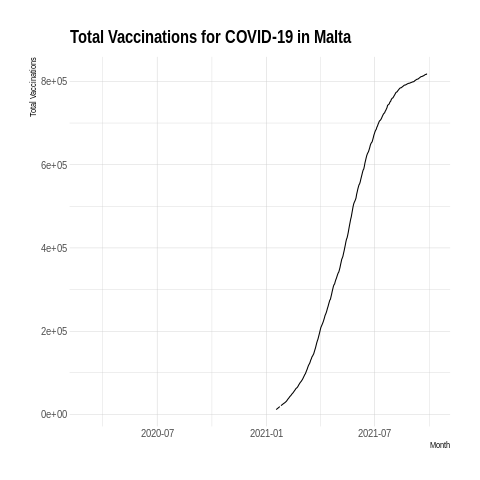 Total Vaccinations for COVID-19 in Malta
Total Vaccinations
8e+05
6e+05
4e+05
2e+05
0e+00
2020-07
2021-01
2021-07
Month